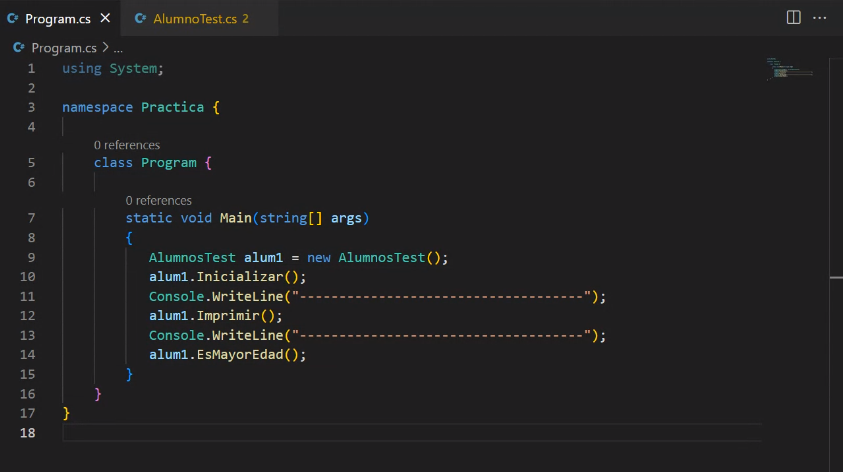 Program.cs AlumnoTest.cs 2
Program.cs > ...
1 using System;
2
3 namespace Practica {
4
0 references
5 class Program {
6
0 references
7 static void Main(string[] args)
8 {
9 AlumnosTest alum1 = new AlumnosTest();
10 alum1.Inicializar();
11 Console.WriteLine("------------------------------------");
12 alum1.Imprimir();
13 Console.WriteLine("------------------------------------");
14 alum1.EsMayorEdad();
15 }
16 }
17 }
18